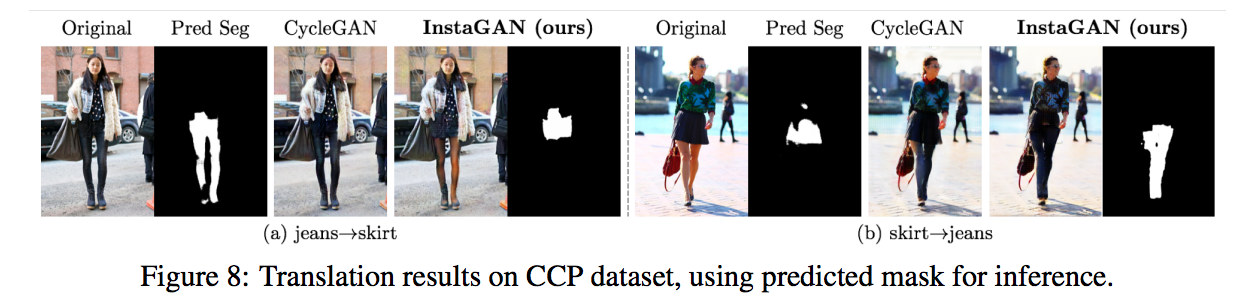 Original Pred Seg CycleGAN InstaGAN (ours) Original Pred Seg CycleGAN InstaGAN (ours)
(a) jeans→skirt (b) skirt→jeans
Figure 8: Translation results on CCP dataset, using predicted mask for inference.